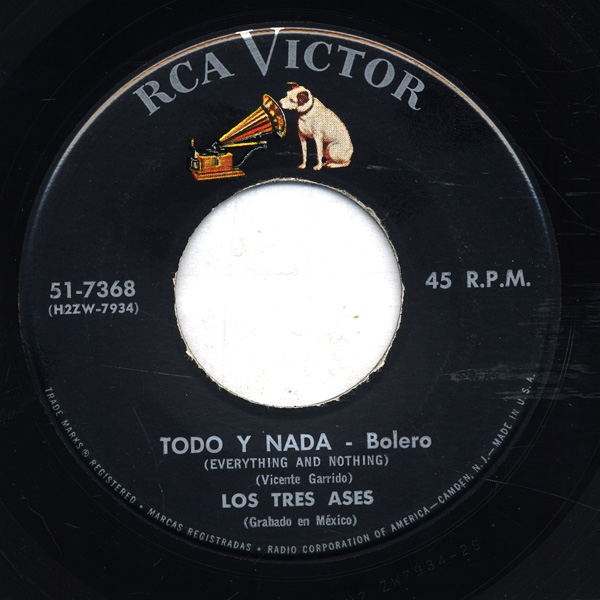 RCA VICTOR
51-7368
(H2ZW-7934)
45 R.P.M.
TODO Y NADA - Bolero
(EVERYTHING AND NOTHING)
(Vicente Garrido)
LOS TRES ASES
(Grabado en México)
TRADE MARKS ® REGISTERED • MARCAS REGISTRADAS • RADIO CORPORATION OF AMERICA—CAMDEN, N. J.—MADE IN U.S.A.